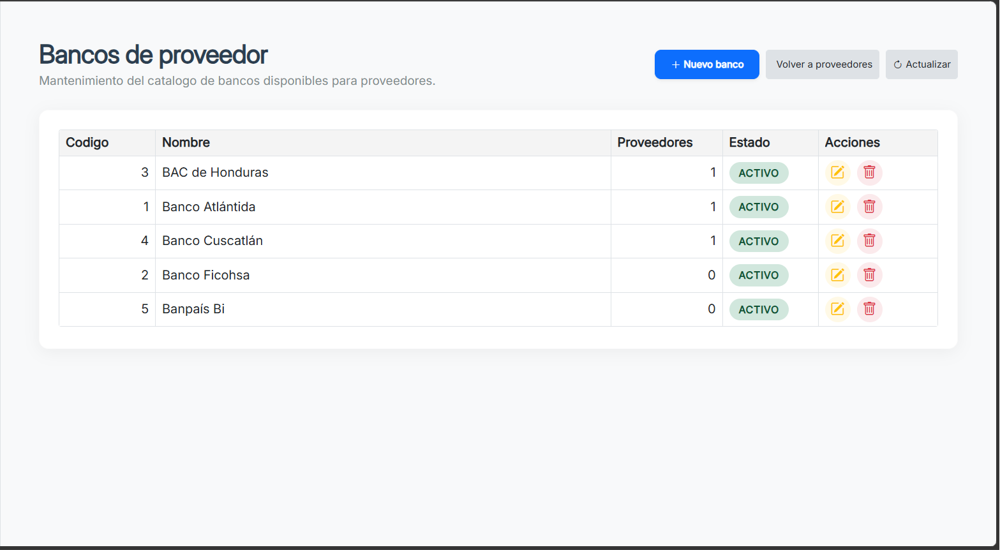 Bancos de proveedor
Mantenimiento del catalogo de bancos disponibles para proveedores.
+ Nuevo banco
Volver a proveedores
Actualizar
Codigo Nombre Proveedores Estado Acciones
3 BAC de Honduras 1 ACTIVO
1 Banco Atlántida 1 ACTIVO
4 Banco Cuscatlán 1 ACTIVO
2 Banco Ficohsa 0 ACTIVO
5 Banpaís Bi 0 ACTIVO